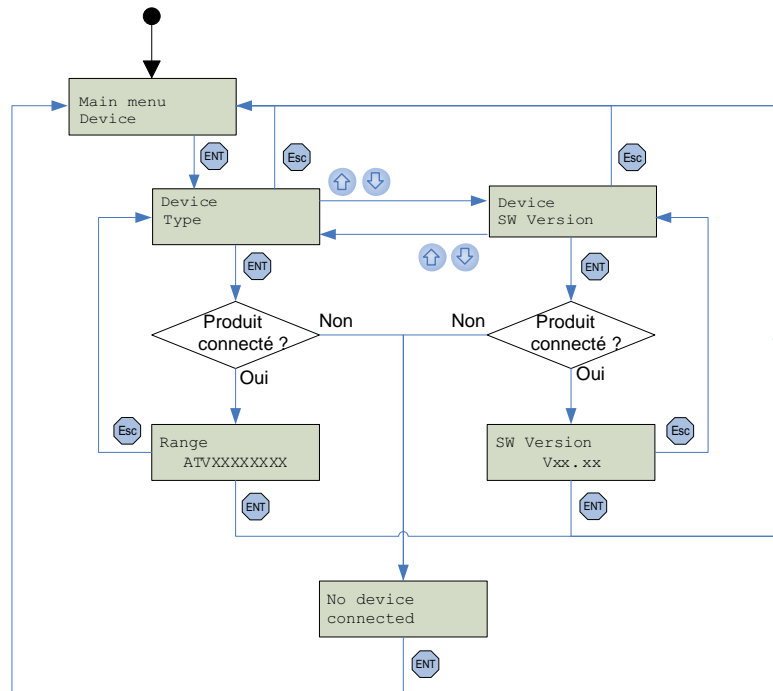 Main menu
Device
ENT
Esc
Esc
Device
Type
Device
SW Version
ENT
ENT
Produit
connecté ?
Non
Non
Produit
connecté ?
Oui
Oui
Esc
Range
ATVXXXXXXXX
SW Version
Vxx.xx
Esc
ENT
ENT
No device
connected
ENT